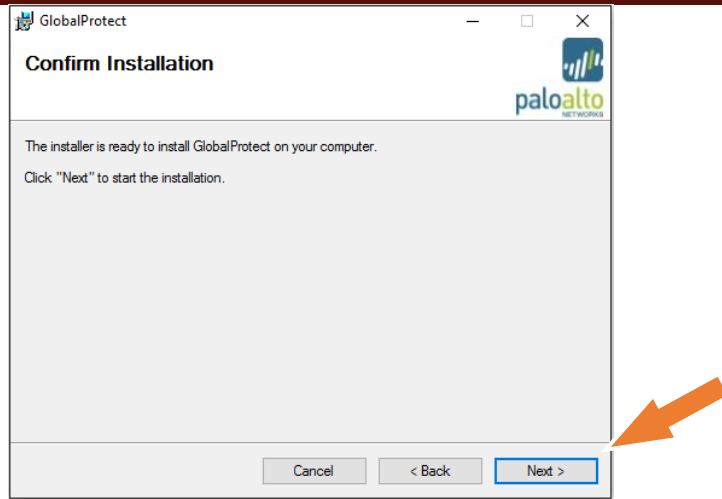 GlobalProtect
Confirm Installation
paloalto
NETWORKS
The installer is ready to install GlobalProtect on your computer.
Click "Next" to start the installation.
Cancel
< Back
Next >